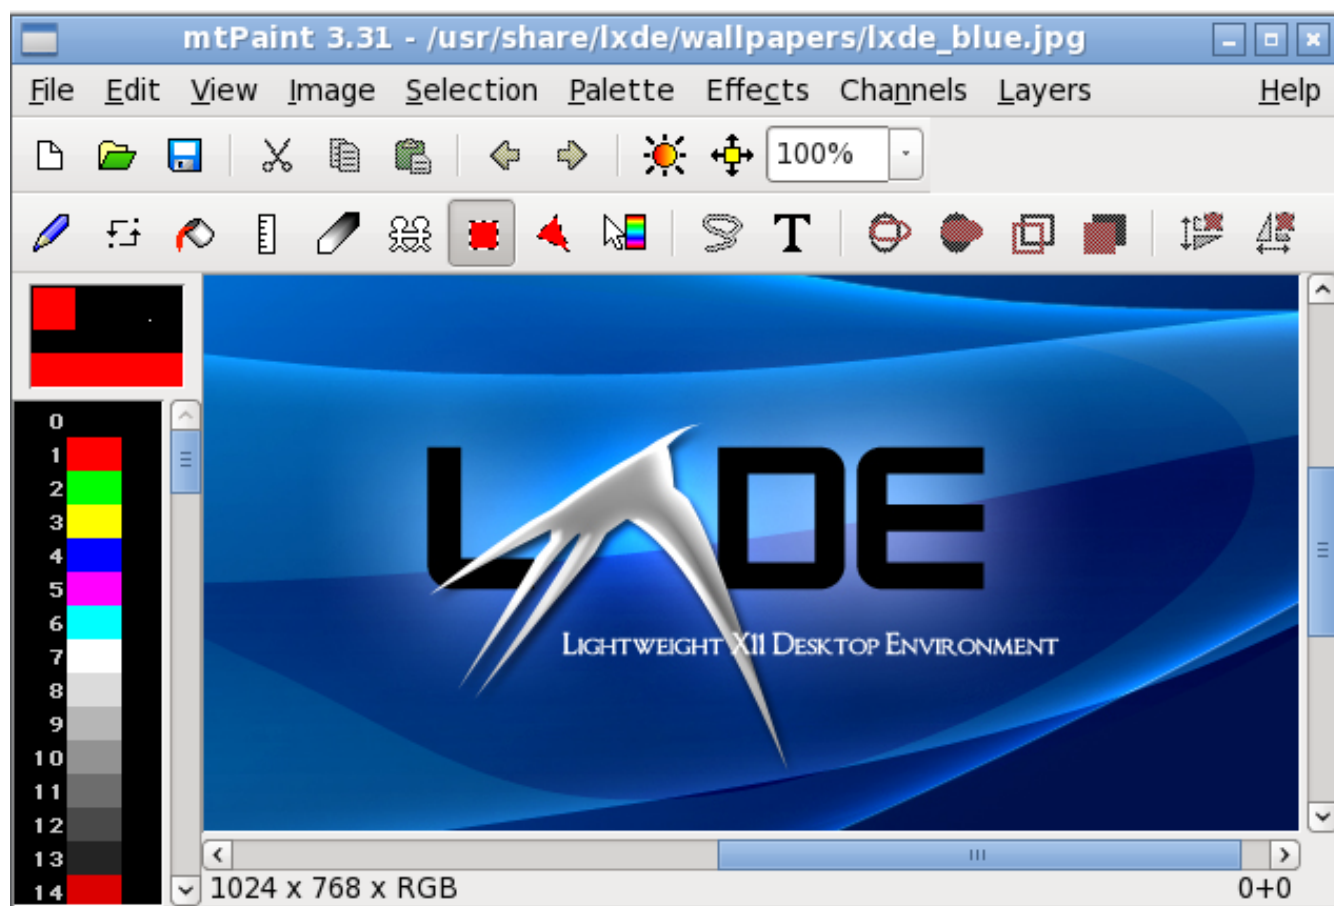 mtPaint 3.31 - /usr/share/lxde/wallpapers/lxde_blue.jpg
File Edit View Image Selection Palette Effects Channels Layers Help
100%
T
0
1
2
3
4
5
6
7
8
9
10
11
12
13
14
LXDE
Lightweight X11 Desktop Environment
1024 x 768 x RGB 0+0